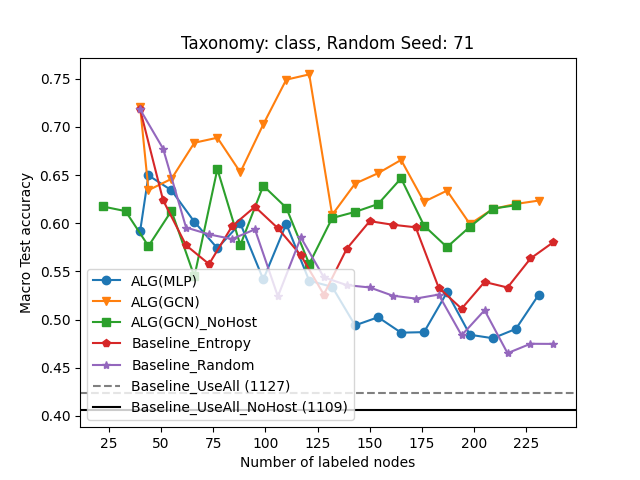 Taxonomy: class, Random Seed: 71
Macro Test accuracy
0.75
0.70
0.65
0.60
0.55
0.50
0.45
0.40
ALG(MLP)
ALG(GCN)
ALG(GCN)_NoHost
Baseline_Entropy
Baseline_Random
Baseline_UseAll (1127)
Baseline_UseAll_NoHost (1109)
25 50 75 100 125 150 175 200 225
Number of labeled nodes